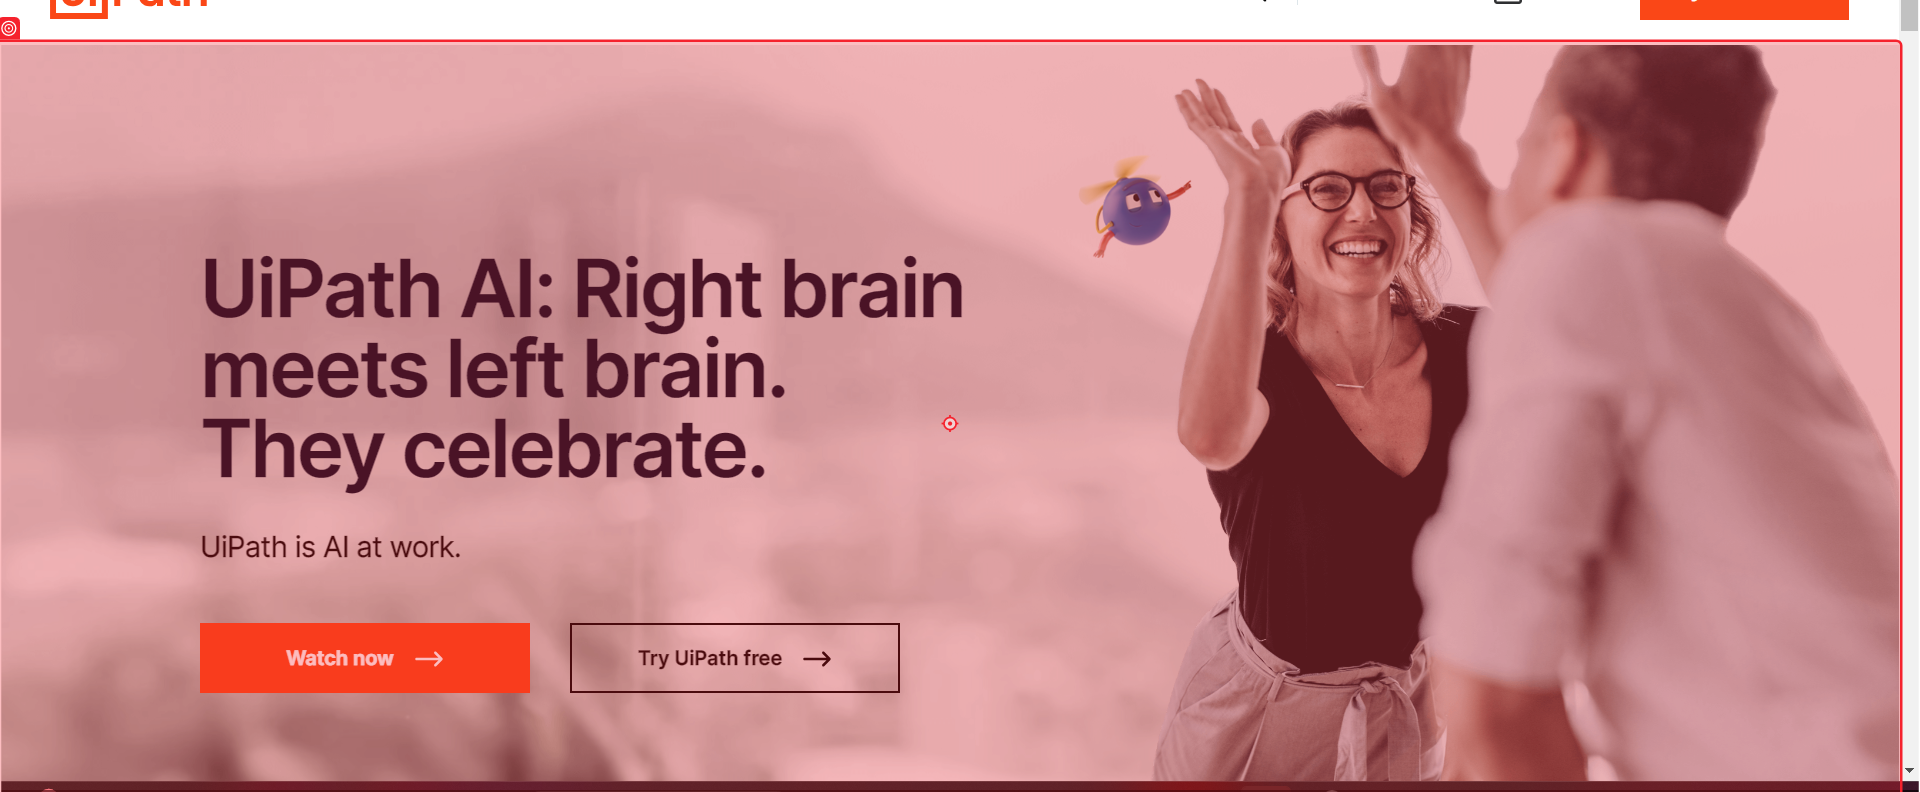 UiPath
UiPath AI: Right brain
meets left brain.
They celebrate.
UiPath is AI at work.
Watch now
Try UiPath free